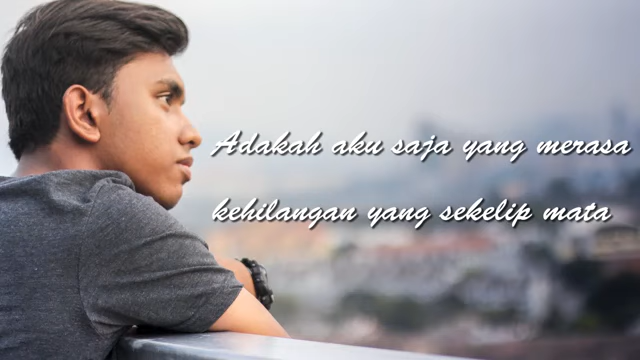 Adakah aku saja yang merasa
kehilangan yang sekelip mata